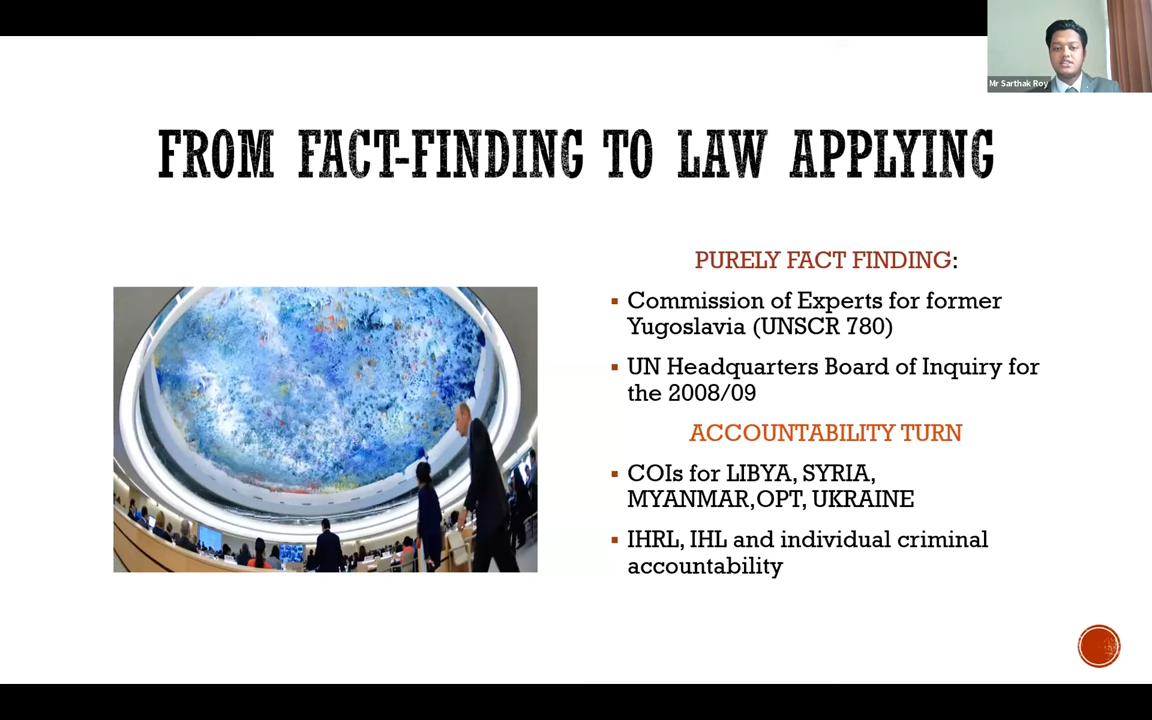 Mr Sarthak Roy
FROM FACT-FINDING TO LAW APPLYING
PURELY FACT FINDING:
▪ Commission of Experts for former
Yugoslavia (UNSCR 780)
▪ UN Headquarters Board of Inquiry for
the 2008/09
ACCOUNTABILITY TURN
▪ COIs for LIBYA, SYRIA,
MYANMAR,OPT, UKRAINE
▪ IHRL, IHL and individual criminal
accountability